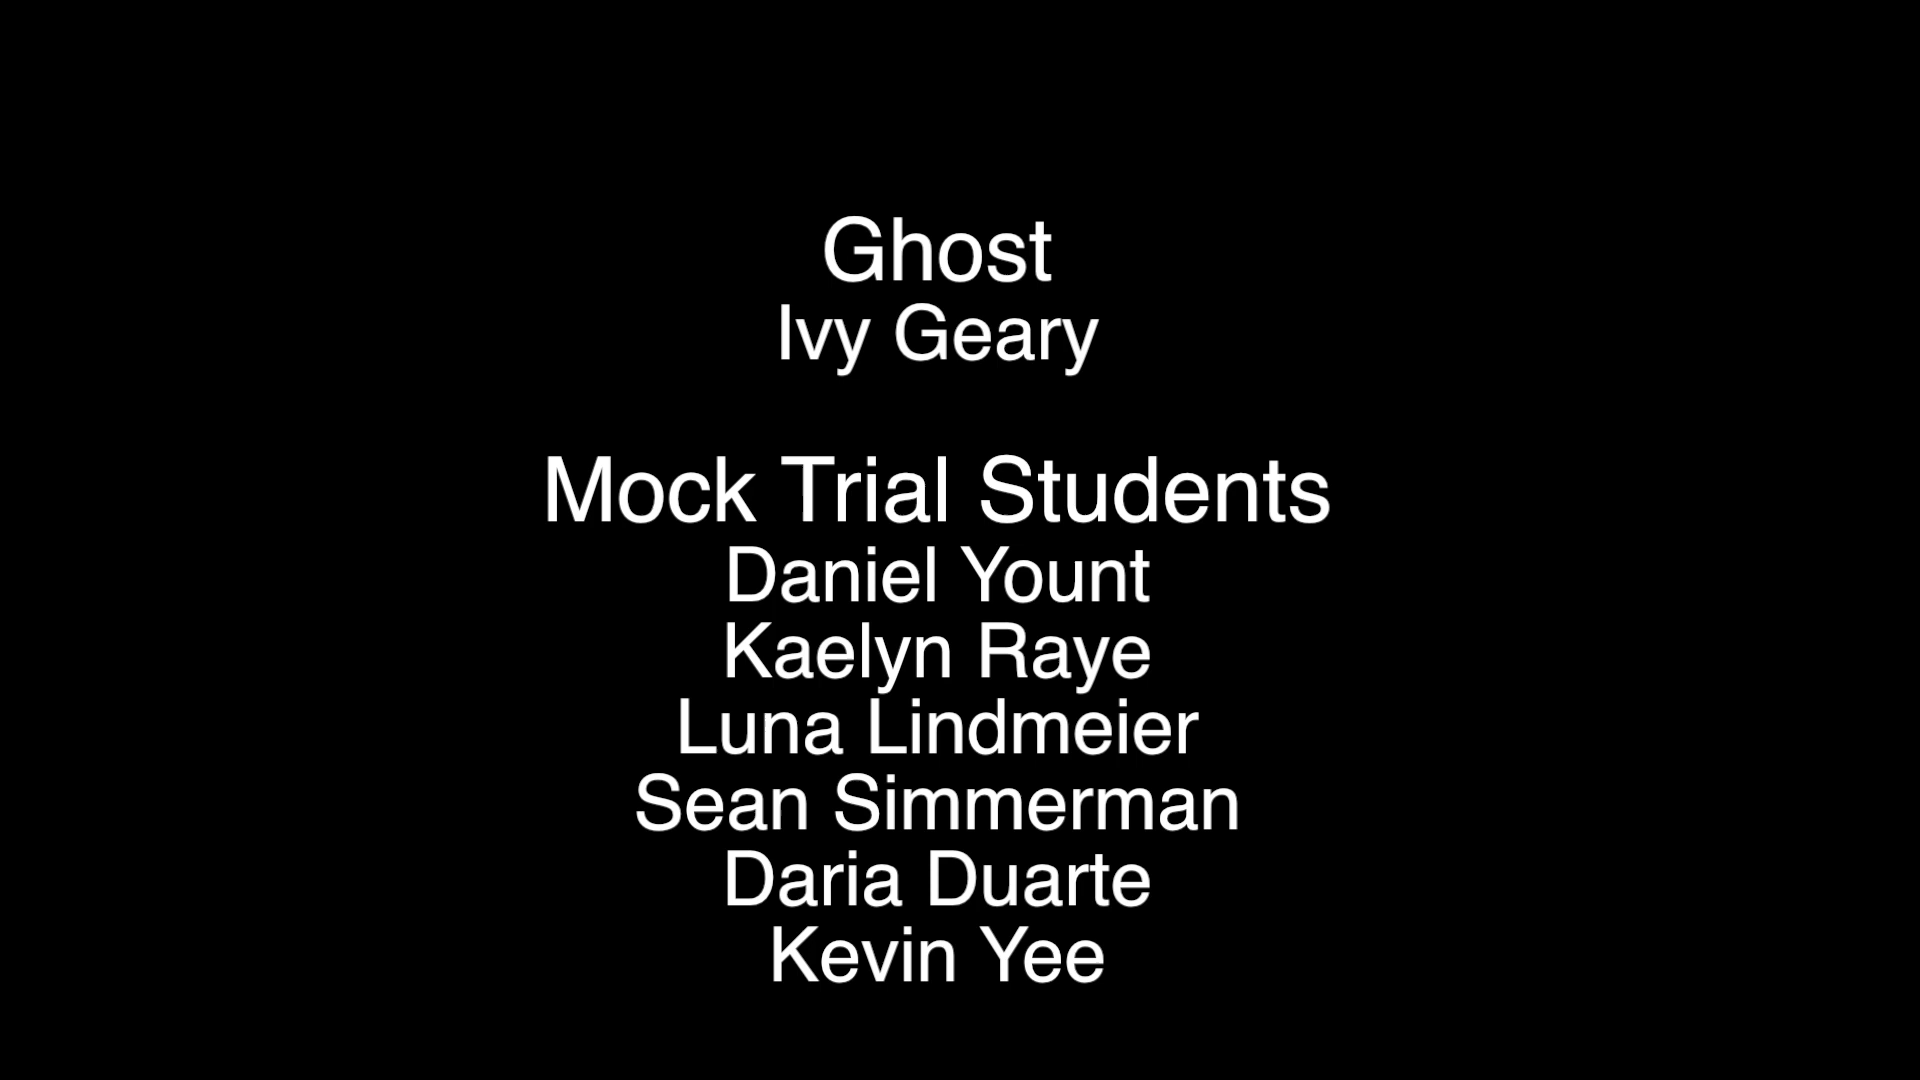 Ghost
Ivy Geary
Mock Trial Students
Daniel Yount
Kaelyn Raye
Luna Lindmeier
Sean Simmerman
Daria Duarte
Kevin Yee